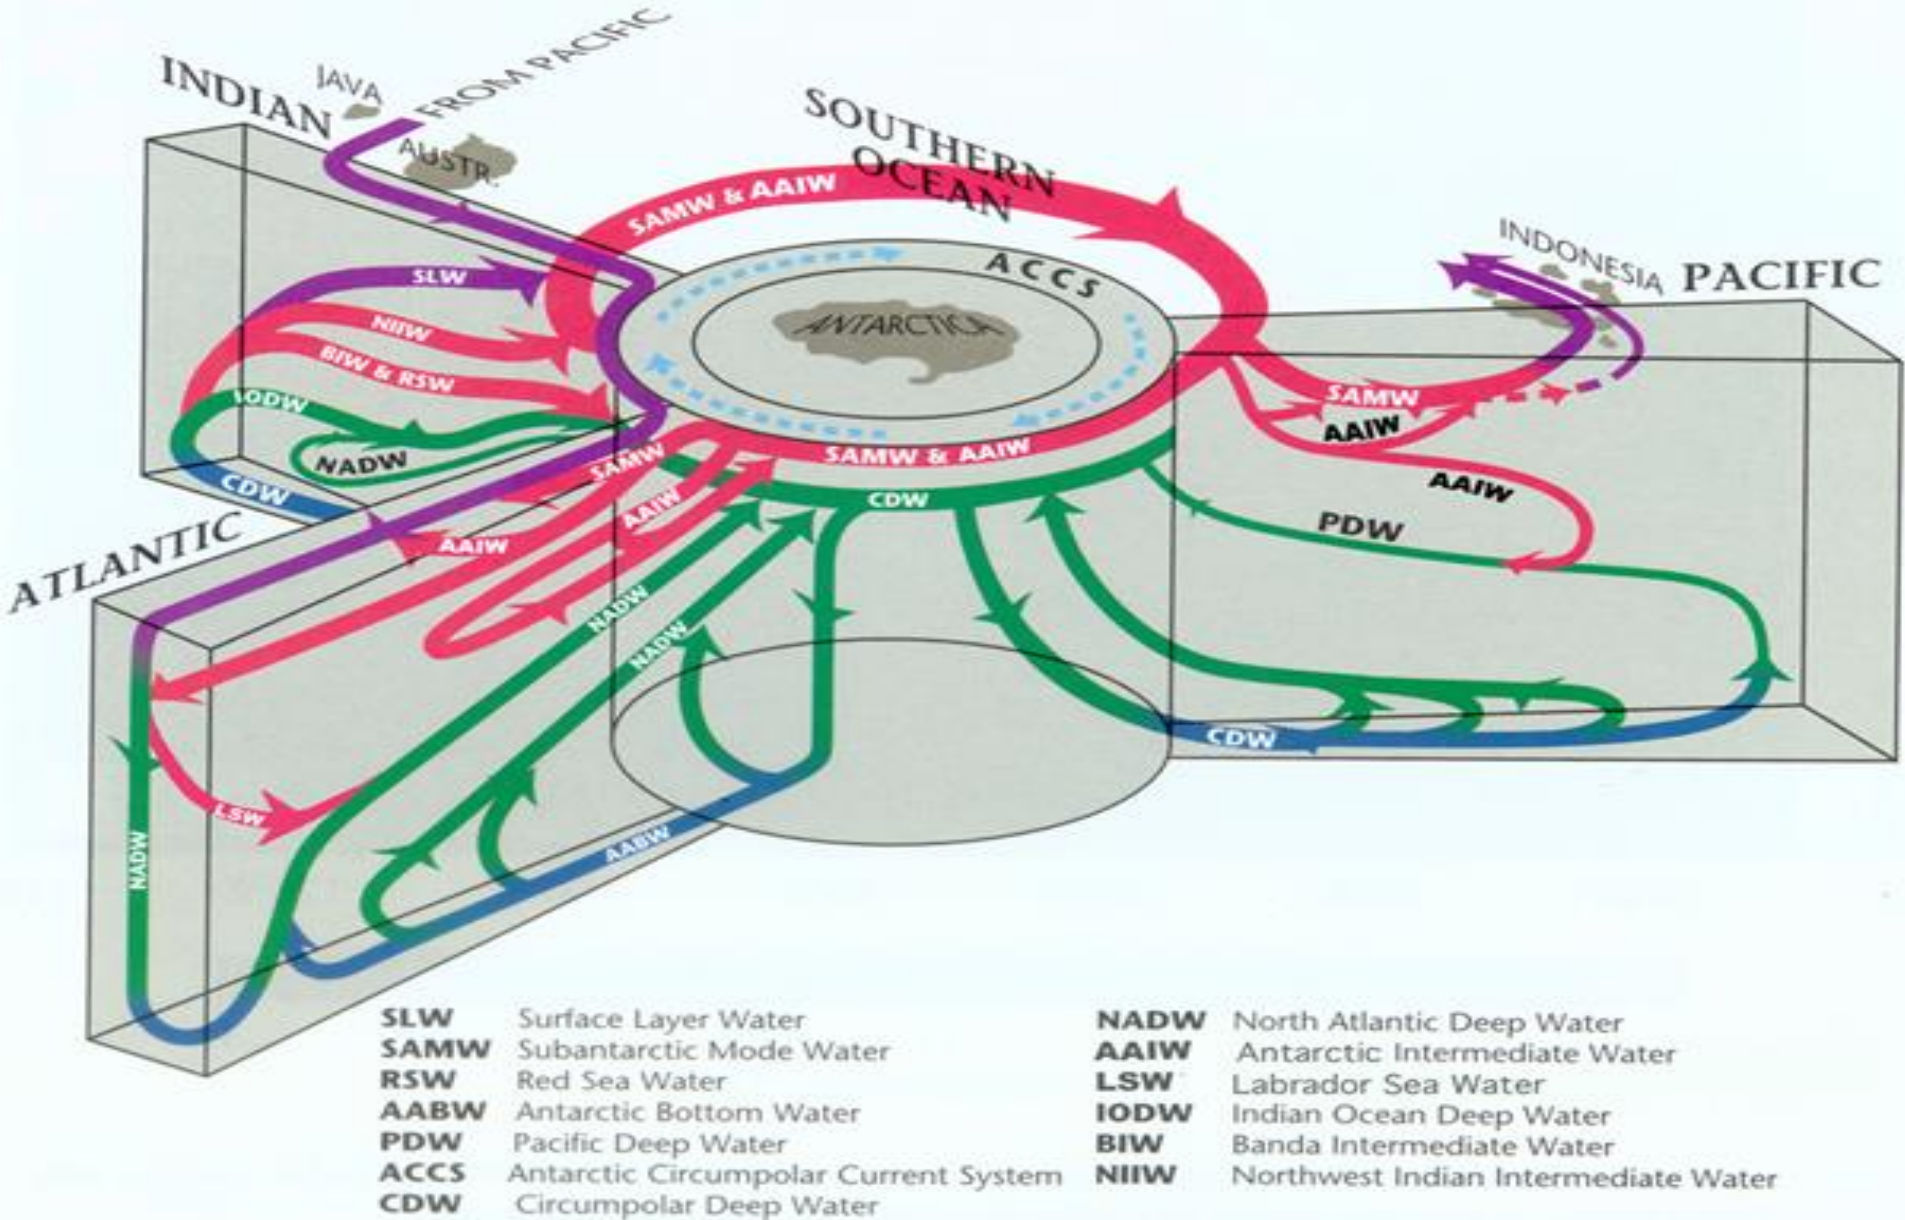 FROM PACIFIC
JAVA
INDIAN
AUSTR.
SOUTHERN
OCEAN
SAMW & AAIW
ACCS
ANTARCTICA
INDONESIA
PACIFIC
SLW
NIIW
BIW & RSW
IODW
NADW
CDW
SAMW
AAIW
AAIW
SAMW & AAIW
CDW
SAMW
AAIW
AAIW
PDW
ATLANTIC
NADW
NADW
CDW
LSW
NADW
AABW
SLW Surface Layer Water
SAMW Subantarctic Mode Water
RSW Red Sea Water
AABW Antarctic Bottom Water
PDW Pacific Deep Water
ACCS Antarctic Circumpolar Current System
CDW Circumpolar Deep Water
NADW North Atlantic Deep Water
AAIW Antarctic Intermediate Water
LSW Labrador Sea Water
IODW Indian Ocean Deep Water
BIW Banda Intermediate Water
NIIW Northwest Indian Intermediate Water